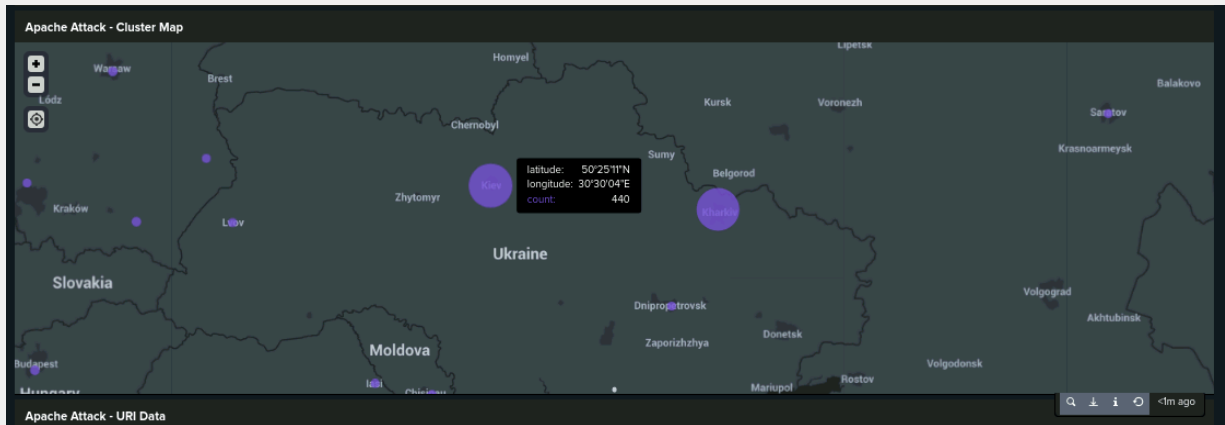 Apache Attack - Cluster Map
Lipetsk
Homyel
Warsaw
Brest
Balakovo
Łódz
Kursk
Voronezh
Saratov
Chernobyl
Krasnoarmeysk
Sumy
latitude: 50°25'11"N
Belgorod
longitude: 30°30'04"E
Kiev
count: 440
Zhytomyr
Kraków
Kharkiv
Lvov
Ukraine
Slovakia
Volgograd
Dnipropetrovsk
Akhtubinsk
Donetsk
Zaporizhzhya
Moldova
Budapest
Volgodonsk
Iasi
Rostov
Mariupol
Hungary
Chisinau
<1m ago
Apache Attack - URI Data